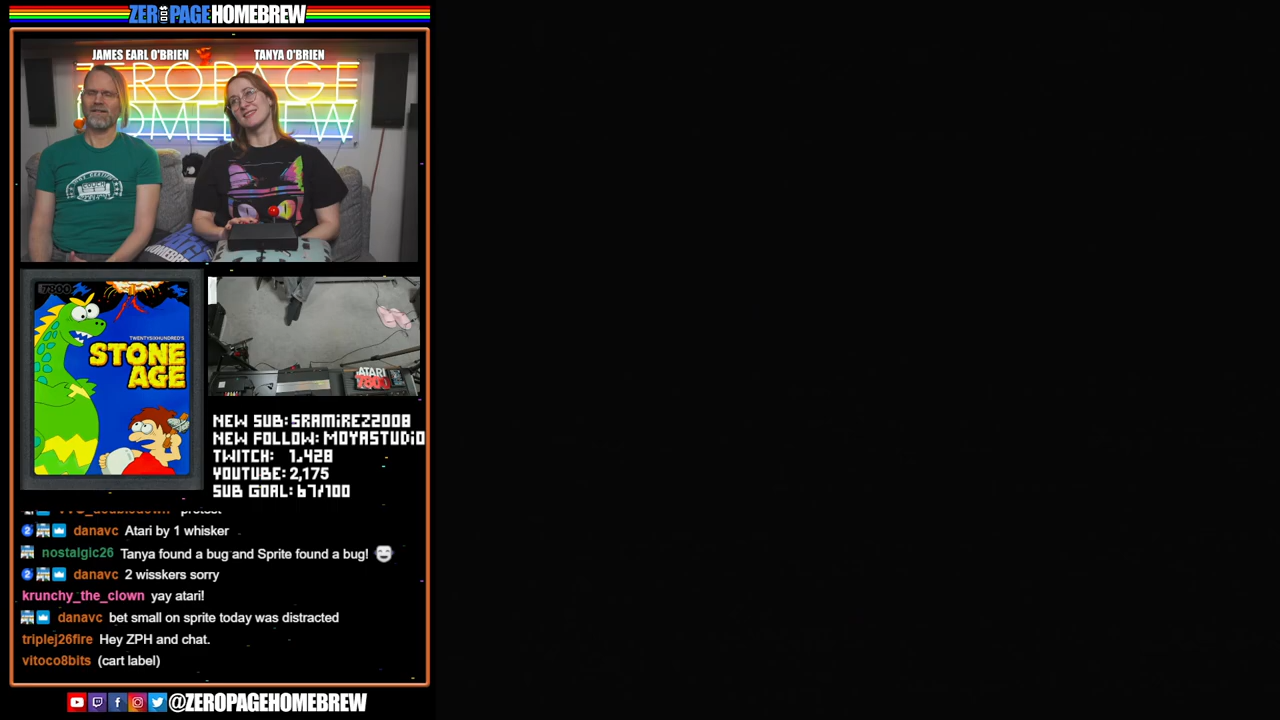 ZEROPAGE HOMEBREW
JAMES EARL O'BRIEN
TANYA O'BRIEN
ZEROPAGE
HOMEBREW
7800
TWENTYSIXHUNDRED'S
STONE
AGE
ATARI
7800
NEW SUB: SRAMIREZ2008
NEW FOLLOW: MOYASTUDIO
TWITCH: 1,428
YOUTUBE: 2,175
SUB GOAL: 67/100
danavc Atari by 1 whisker
nostalgic26 Tanya found a bug and Sprite found a bug!
danavc 2 wisskers sorry
krunchy_the_clown yay atari!
danavc bet small on sprite today was distracted
triplej26fire Hey ZPH and chat.
vitoco8bits (cart label)
@ZEROPAGEHOMEBREW